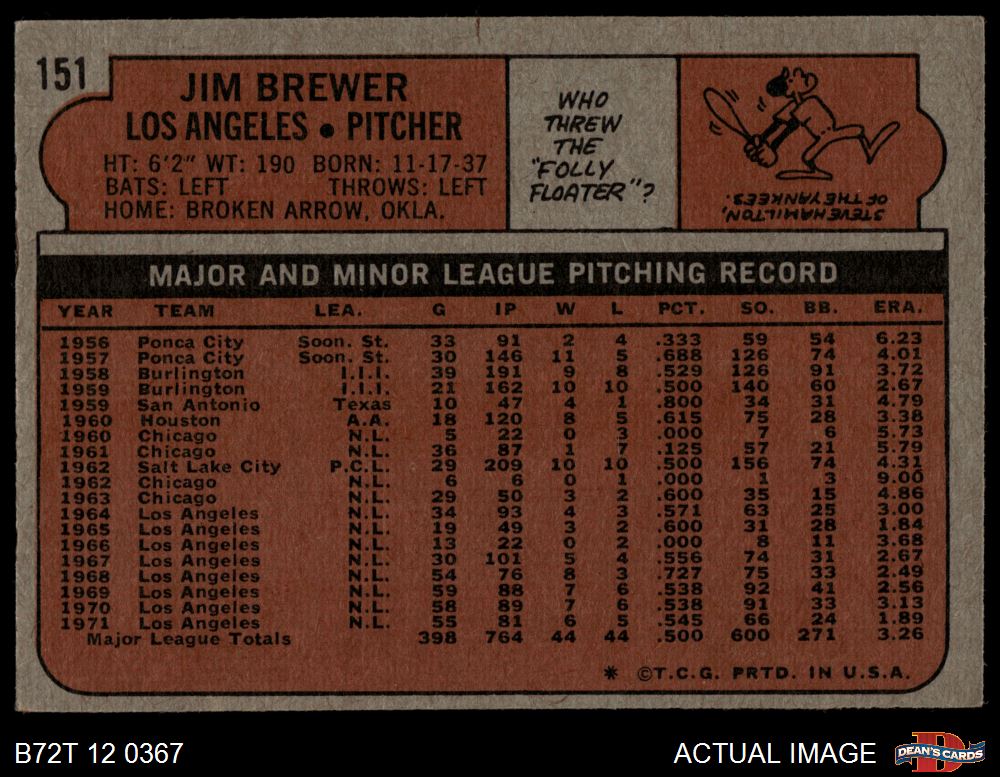 151
JIM BREWER
LOS ANGELES • PITCHER
HT: 6'2" WT: 190 BORN: 11-17-37
BATS: LEFT THROWS: LEFT
HOME: BROKEN ARROW, OKLA.
WHO
THREW
THE
"FOLLY
FLOATER"?
STEVE HAMILTON,
OF THE YANKEES.
MAJOR AND MINOR LEAGUE PITCHING RECORD
YEAR TEAM LEA. G IP W L PCT. SO. BB. ERA.
1956 Ponca City Soon. St. 33 91 2 4 .333 59 54 6.23
1957 Ponca City Soon. St. 30 146 11 5 .688 126 74 4.01
1958 Burlington I.I.I. 39 191 9 8 .529 126 91 3.72
1959 Burlington I.I.I. 21 162 10 10 .500 140 60 2.67
1959 San Antonio Texas 10 47 4 1 .800 34 31 4.79
1960 Houston A.A. 18 120 8 5 .615 75 28 3.38
1960 Chicago N.L. 5 22 0 3 .000 7 6 5.73
1961 Chicago N.L. 36 87 1 7 .125 57 21 5.79
1962 Salt Lake City P.C.L. 29 209 10 10 .500 156 74 4.31
1962 Chicago N.L. 6 6 0 1 .000 1 3 9.00
1963 Chicago N.L. 29 50 3 2 .600 35 15 4.86
1964 Los Angeles N.L. 34 93 4 3 .571 63 25 3.00
1965 Los Angeles N.L. 19 49 3 2 .600 31 28 1.84
1966 Los Angeles N.L. 13 22 0 2 .000 8 11 3.68
1967 Los Angeles N.L. 30 101 5 4 .556 74 31 2.67
1968 Los Angeles N.L. 54 76 8 3 .727 75 33 2.49
1969 Los Angeles N.L. 59 88 7 6 .538 92 41 2.56
1970 Los Angeles N.L. 58 89 7 6 .538 91 33 3.13
1971 Los Angeles N.L. 55 81 6 5 .545 66 24 1.89
Major League Totals 398 764 44 44 .500 600 271 3.26
* ©T.C.G. PRTD. IN U.S.A.
B72T 12 0367
ACTUAL IMAGE
DEAN'S CARDS